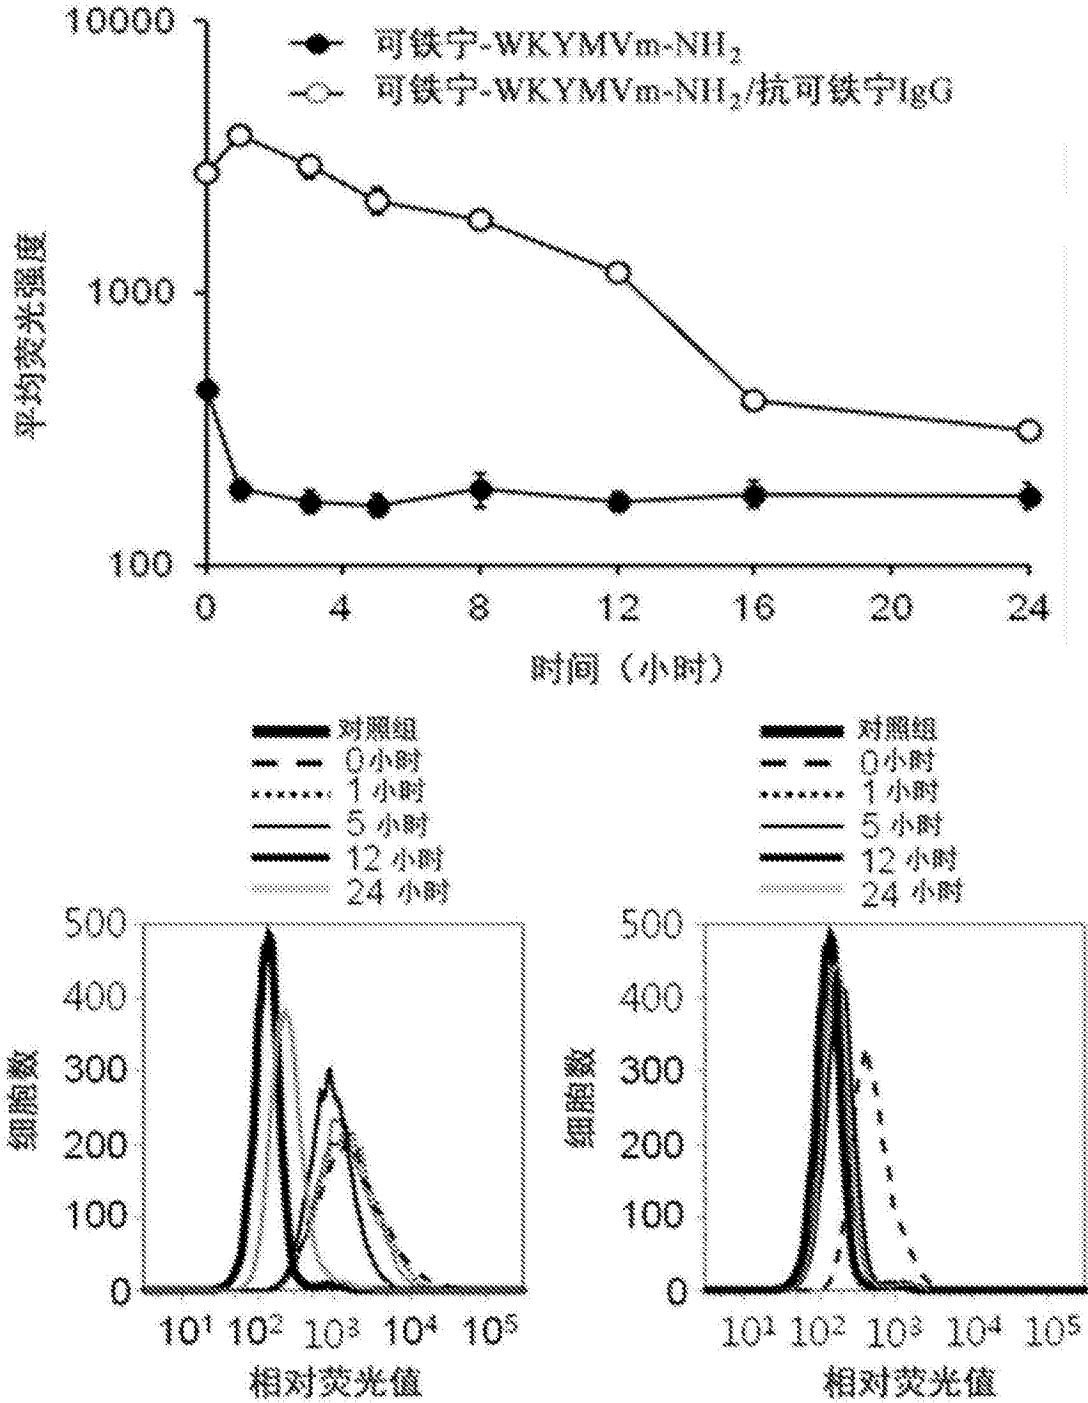 10000
可铁宁-WKYMVm-NH₂
可铁宁-WKYMVm-NH₂/抗可铁宁IgG
平均荧光强度
1000
100
0 4 8 12 16 20 24
时间（小时）
对照组
0小时
1 小时
5 小时
12 小时
24 小时
500
400
300
200
100
0
细胞数
10¹ 10² 10³ 10⁴ 10⁵
相对荧光值
对照组
0小时
1 小时
5 小时
12 小时
24 小时
500
400
300
200
100
0
细胞数
10¹ 10² 10³ 10⁴ 10⁵
相对荧光值